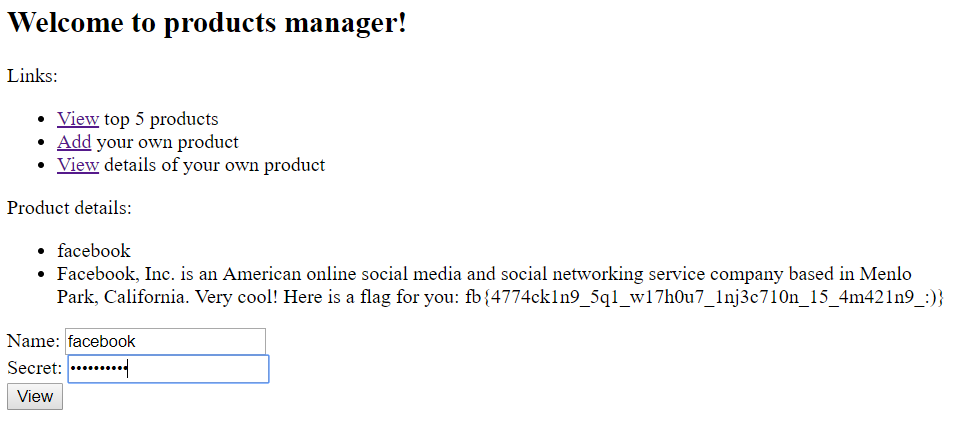 Welcome to products manager!
Links:
View top 5 products
Add your own product
View details of your own product
Product details:
facebook
Facebook, Inc. is an American online social media and social networking service company based in Menlo
Park, California. Very cool! Here is a flag for you: fb{4774ck1n9_5q1_w17h0u7_1nj3c710n_15_4m421n9_:)}
Name: facebook
Secret: ••••••••••
View